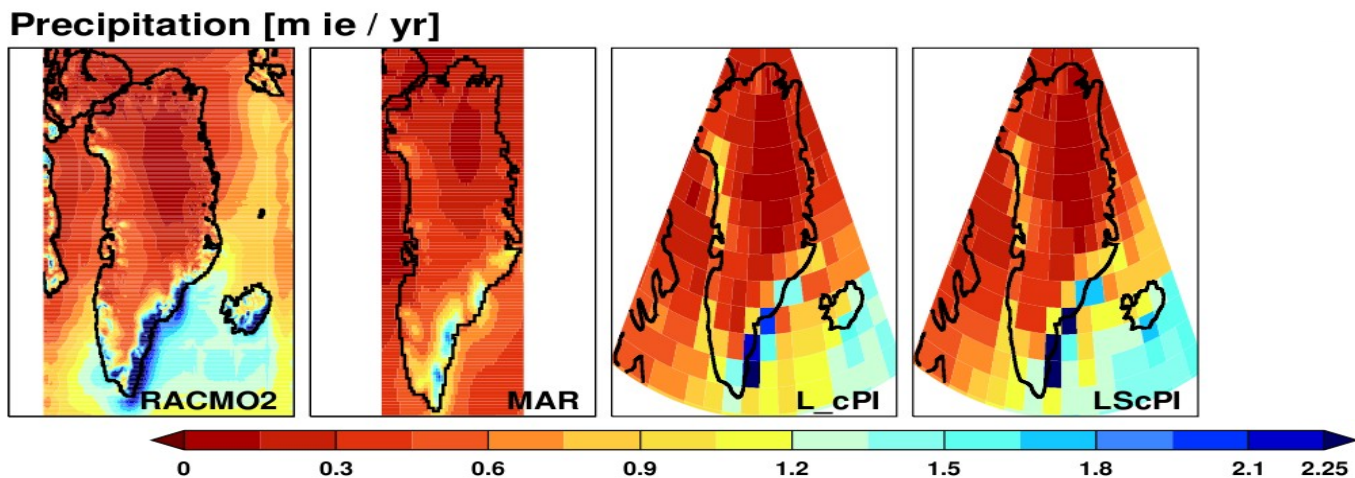 Precipitation [m ie / yr]
RACMO2 MAR L_cPI LScPI
0 0.3 0.6 0.9 1.2 1.5 1.8 2.1 2.25